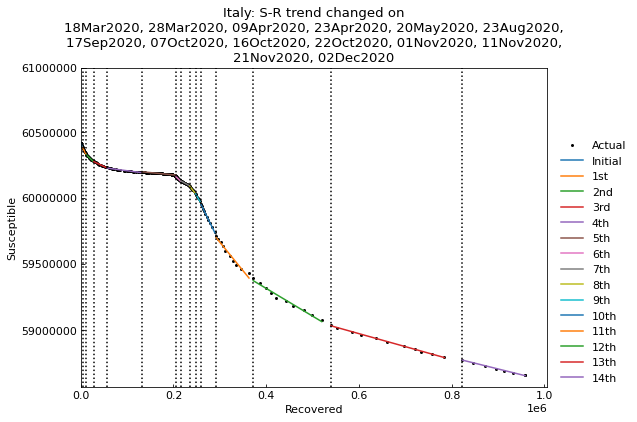 Italy: S-R trend changed on
18Mar2020, 28Mar2020, 09Apr2020, 23Apr2020, 20May2020, 23Aug2020,
17Sep2020, 07Oct2020, 16Oct2020, 22Oct2020, 01Nov2020, 11Nov2020,
21Nov2020, 02Dec2020
61000000
60500000
60000000
59500000
59000000
Susceptible
0.0 0.2 0.4 0.6 0.8 1.0
1e6
Recovered
Actual
Initial
1st
2nd
3rd
4th
5th
6th
7th
8th
9th
10th
11th
12th
13th
14th